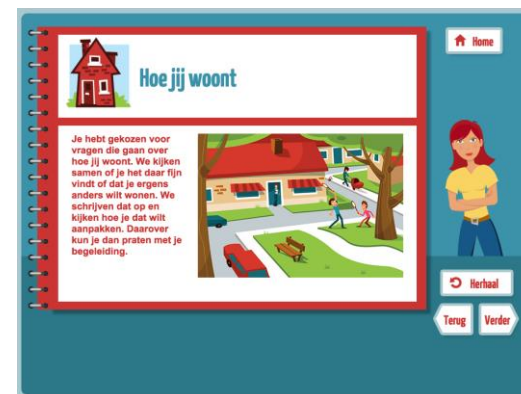 Home
Hoe jij woont
Je hebt gekozen voor
vragen die gaan over
hoe jij woont. We kijken
samen of je het daar fijn
vindt of dat je ergens
anders wilt wonen. We
schrijven dat op en
kijken hoe je dat wilt
aanpakken. Daarover
kun je dan praten met je
begeleiding.
Herhaal
Terug
Verder